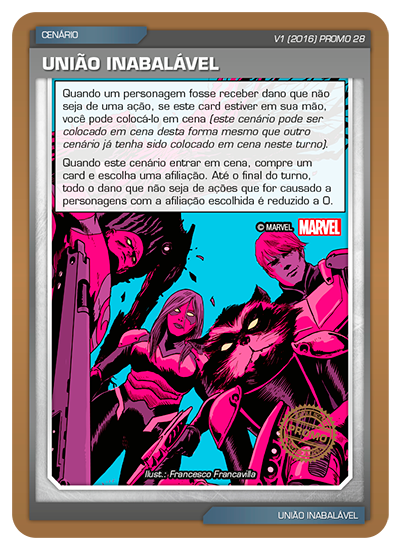 CENÁRIO
V1 (2016) PROMO 28
UNIÃO INABALÁVEL
Quando um personagem fosse receber dano que não
seja de uma ação, se este card estiver em sua mão,
você pode colocá-lo em cena (este cenário pode ser
colocado em cena desta forma mesmo que outro
cenário já tenha sido colocado em cena neste turno).
Quando este cenário entrar em cena, compre um
card e escolha uma afiliação. Até o final do turno,
todo o dano que não seja de ações que for causado a
personagens com a afiliação escolhida é reduzido a 0.
© MARVEL MARVEL
PROMO
Ilust.: Francesco Francavilla
UNIÃO INABALÁVEL